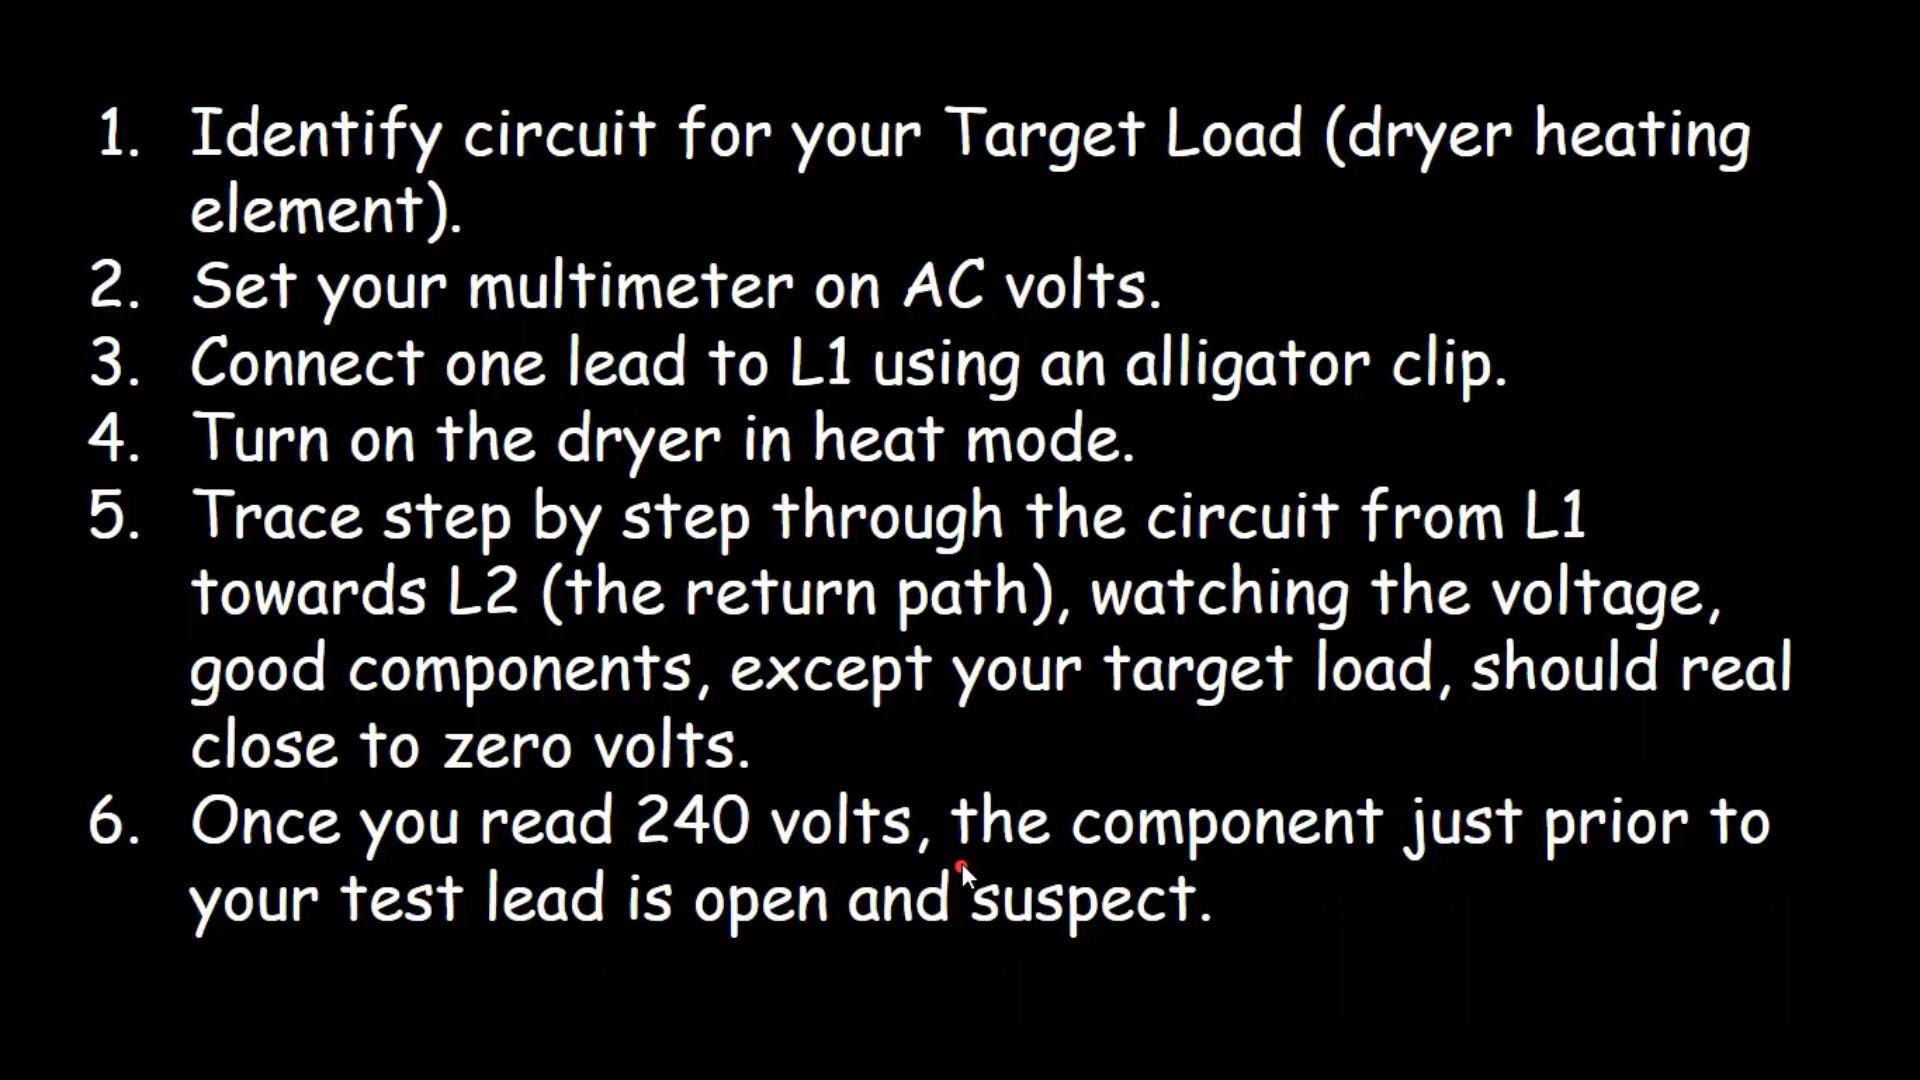 1. Identify circuit for your Target Load (dryer heating
element).
2. Set your multimeter on AC volts.
3. Connect one lead to L1 using an alligator clip.
4. Turn on the dryer in heat mode.
5. Trace step by step through the circuit from L1
towards L2 (the return path), watching the voltage,
good components, except your target load, should real
close to zero volts.
6. Once you read 240 volts, the component just prior to
your test lead is open and suspect.